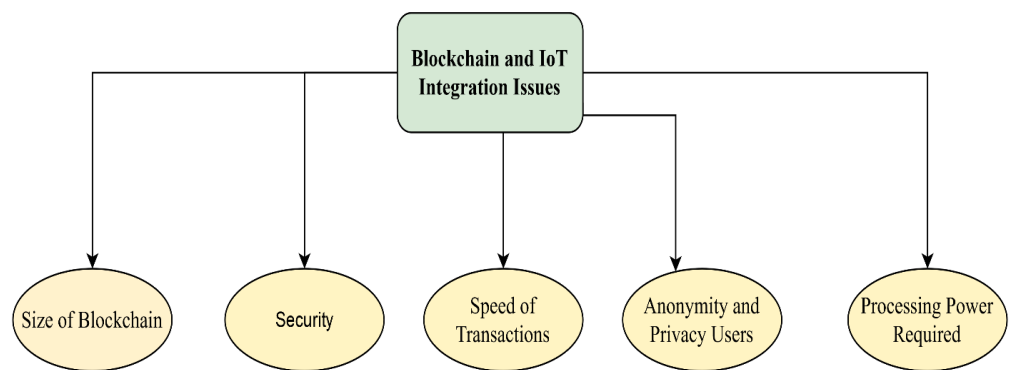 Blockchain and IoT
Integration Issues
Size of Blockchain
Security
Speed of
Transactions
Anonymity and
Privacy Users
Processing Power
Required